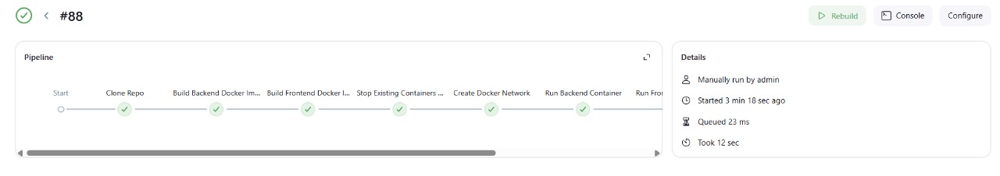 #88
Rebuild
Console
Configure
Pipeline
Start
Clone Repo
Build Backend Docker Im...
Build Frontend Docker I...
Stop Existing Containers ...
Create Docker Network
Run Backend Container
Run Fron
Details
Manually run by admin
Started 3 min 18 sec ago
Queued 23 ms
Took 12 sec